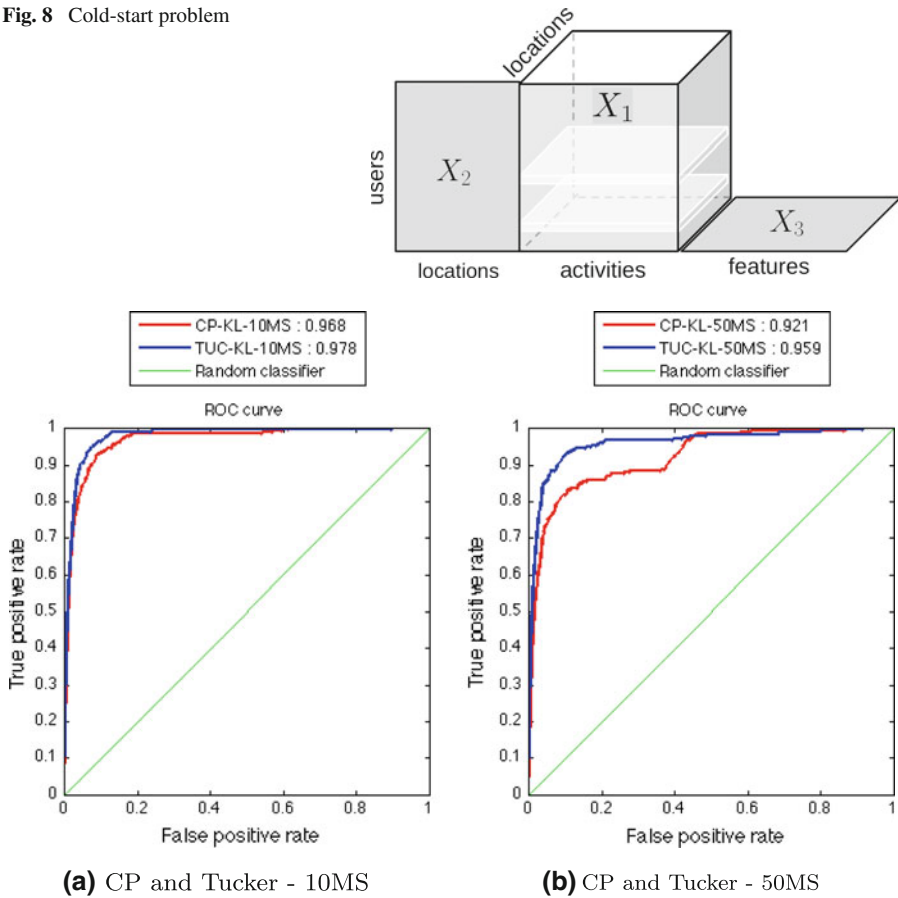 Fig. 8 Cold-start problem
locations
X1
users
X2
X3
locations
activities
features
CP-KL-10MS : 0.968
TUC-KL-10MS : 0.978
Random classifier
CP-KL-50MS : 0.921
TUC-KL-50MS : 0.959
Random classifier
ROC curve
1
0.9
0.8
0.7
0.6
0.5
0.4
0.3
0.2
0.1
0
True positive rate
0 0.2 0.4 0.6 0.8 1
False positive rate
ROC curve
1
0.9
0.8
0.7
0.6
0.5
0.4
0.3
0.2
0.1
0
True positive rate
0 0.2 0.4 0.6 0.8 1
False positive rate
(a) CP and Tucker - 10MS
(b) CP and Tucker - 50MS